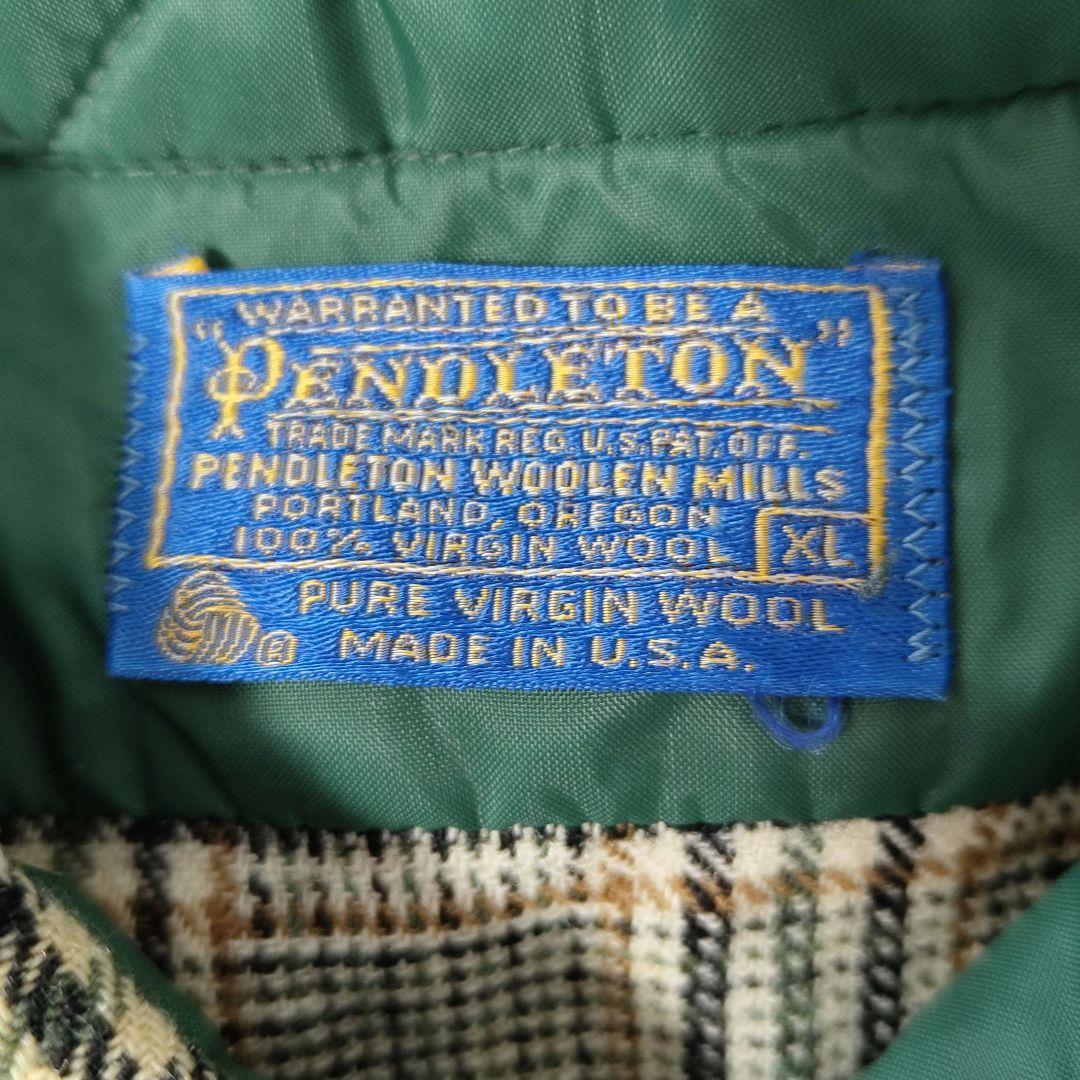 WARRANTED TO BE A
"PENDLETON"
TRADE MARK REG. U.S. PAT. OFF.
PENDLETON WOOLEN MILLS
PORTLAND, OREGON
100% VIRGIN WOOL XL
PURE VIRGIN WOOL
® MADE IN U.S.A.